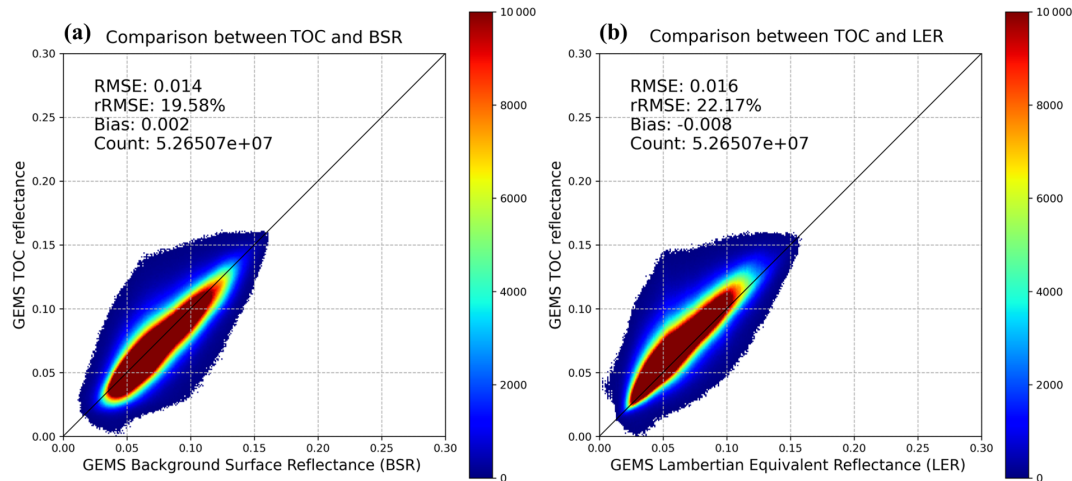 (a) Comparison between TOC and BSR
RMSE: 0.014
rRMSE: 19.58%
Bias: 0.002
Count: 5.26507e+07
GEMS TOC reflectance
0.30
0.25
0.20
0.15
0.10
0.05
0.00
0.00 0.05 0.10 0.15 0.20 0.25 0.30
GEMS Background Surface Reflectance (BSR)
10 000
8000
6000
4000
2000
0
(b) Comparison between TOC and LER
RMSE: 0.016
rRMSE: 22.17%
Bias: -0.008
Count: 5.26507e+07
GEMS TOC reflectance
0.30
0.25
0.20
0.15
0.10
0.05
0.00
0.00 0.05 0.10 0.15 0.20 0.25 0.30
GEMS Lambertian Equivalent Reflectance (LER)
10 000
8000
6000
4000
2000
0